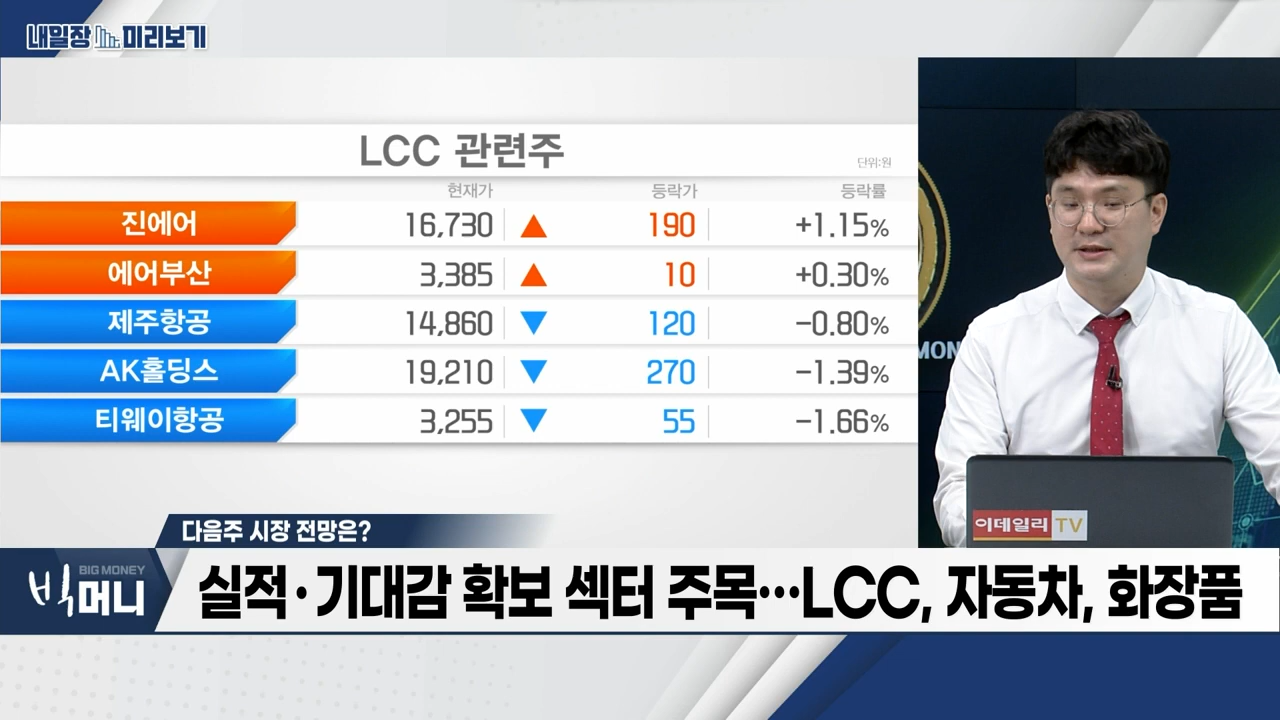 내일장 미리보기
LCC 관련주
단위:원
현재가 등락가 등락률
진에어 16,730 ▲ 190 +1.15%
에어부산 3,385 ▲ 10 +0.30%
제주항공 14,860 ▼ 120 -0.80%
AK홀딩스 19,210 ▼ 270 -1.39%
티웨이항공 3,255 ▼ 55 -1.66%
MON
이데일리 TV
다음주 시장 전망은?
BIG MONEY
빅머니
실적·기대감 확보 섹터 주목…LCC, 자동차, 화장품